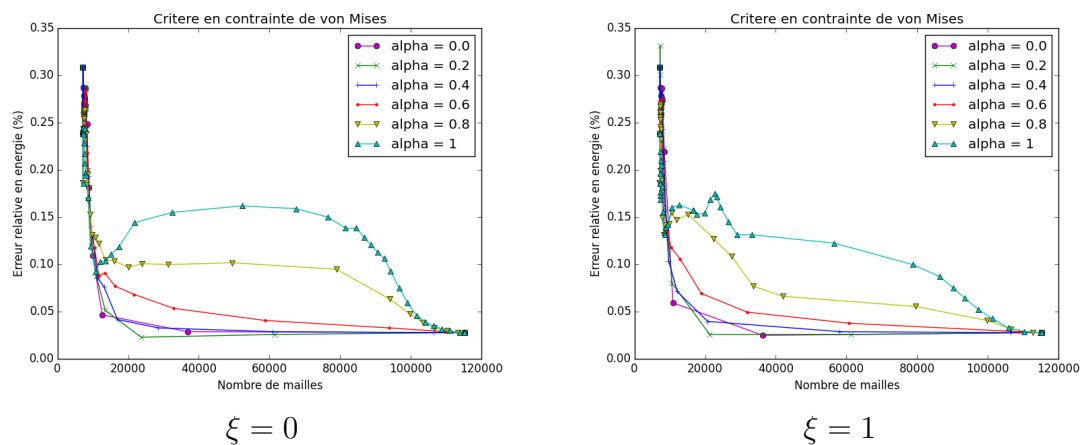 Critere en contrainte de von Mises
0.35
0.30
0.25
0.20
0.15
0.10
0.05
0.00
Erreur relative en energie (%)
alpha = 0.0
alpha = 0.2
alpha = 0.4
alpha = 0.6
alpha = 0.8
alpha = 1
0 20000 40000 60000 80000 100000 120000
Nombre de mailles
ξ = 0
Critere en contrainte de von Mises
0.35
0.30
0.25
0.20
0.15
0.10
0.05
0.00
Erreur relative en energie (%)
alpha = 0.0
alpha = 0.2
alpha = 0.4
alpha = 0.6
alpha = 0.8
alpha = 1
0 20000 40000 60000 80000 100000 120000
Nombre de mailles
ξ = 1